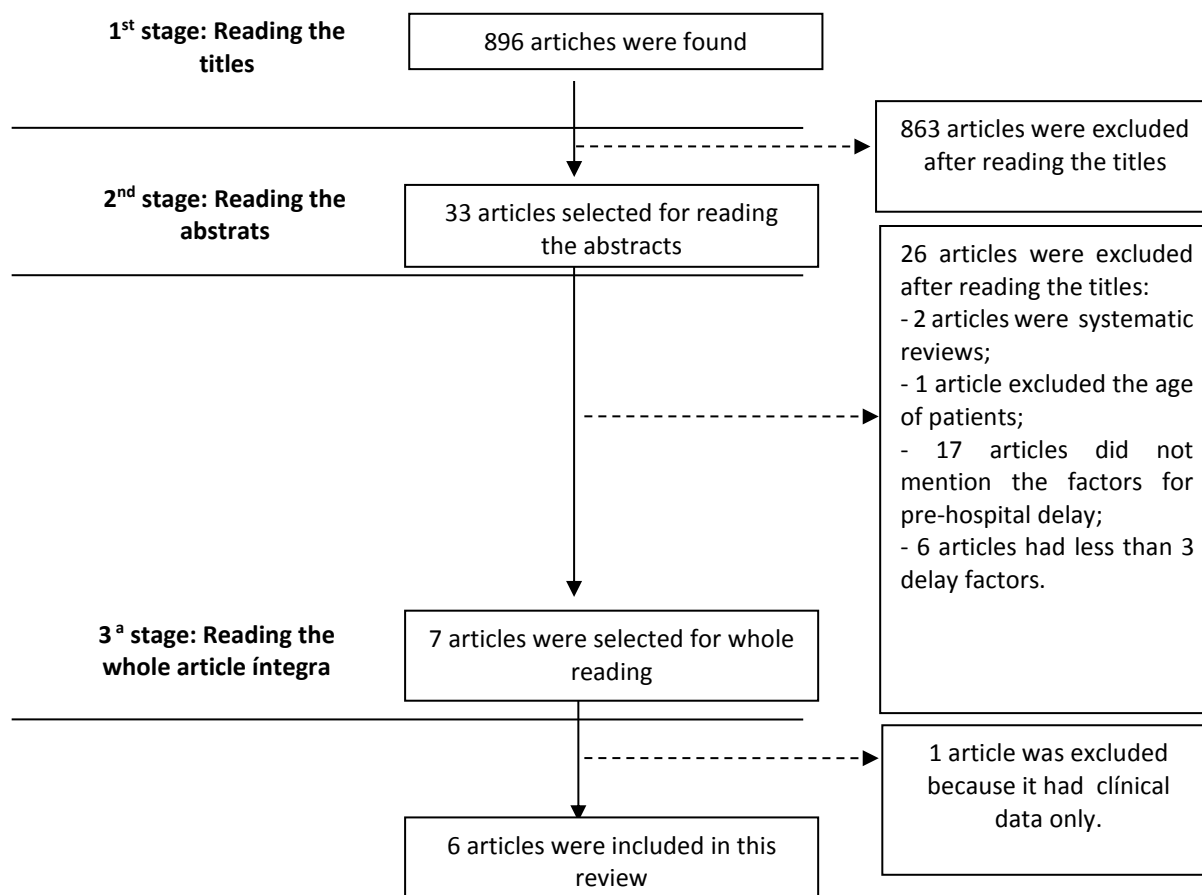 1st stage: Reading the
titles
896 artiches were found
863 articles were excluded
after reading the titles
2nd stage: Reading the
abstrats
33 articles selected for reading
the abstracts
26 articles were excluded
after reading the titles:
- 2 articles were systematic
reviews;
- 1 article excluded the age
of patients;
- 17 articles did not
mention the factors for
pre-hospital delay;
- 6 articles had less than 3
delay factors.
3ª stage: Reading the
whole article íntegra
7 articles were selected for whole
reading
1 article was excluded
because it had clínical
data only.
6 articles were included in this
review